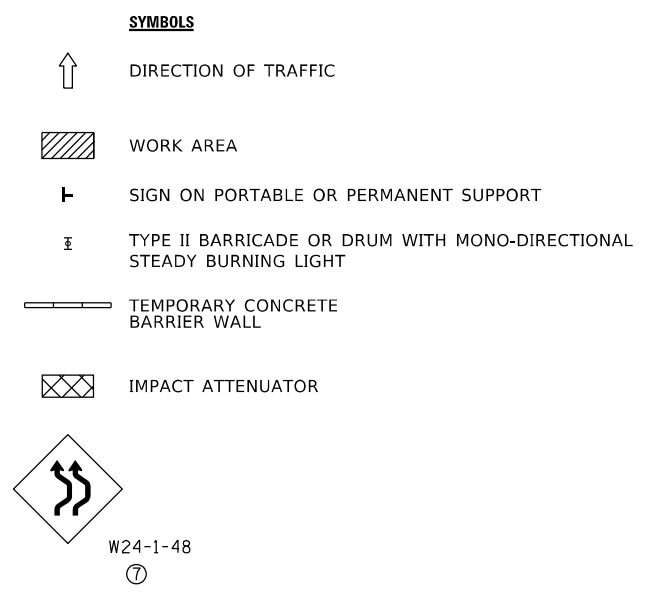 SYMBOLS
DIRECTION OF TRAFFIC
WORK AREA
SIGN ON PORTABLE OR PERMANENT SUPPORT
TYPE II BARRICADE OR DRUM WITH MONO-DIRECTIONAL
STEADY BURNING LIGHT
TEMPORARY CONCRETE
BARRIER WALL
IMPACT ATTENUATOR
W24-1-48
7